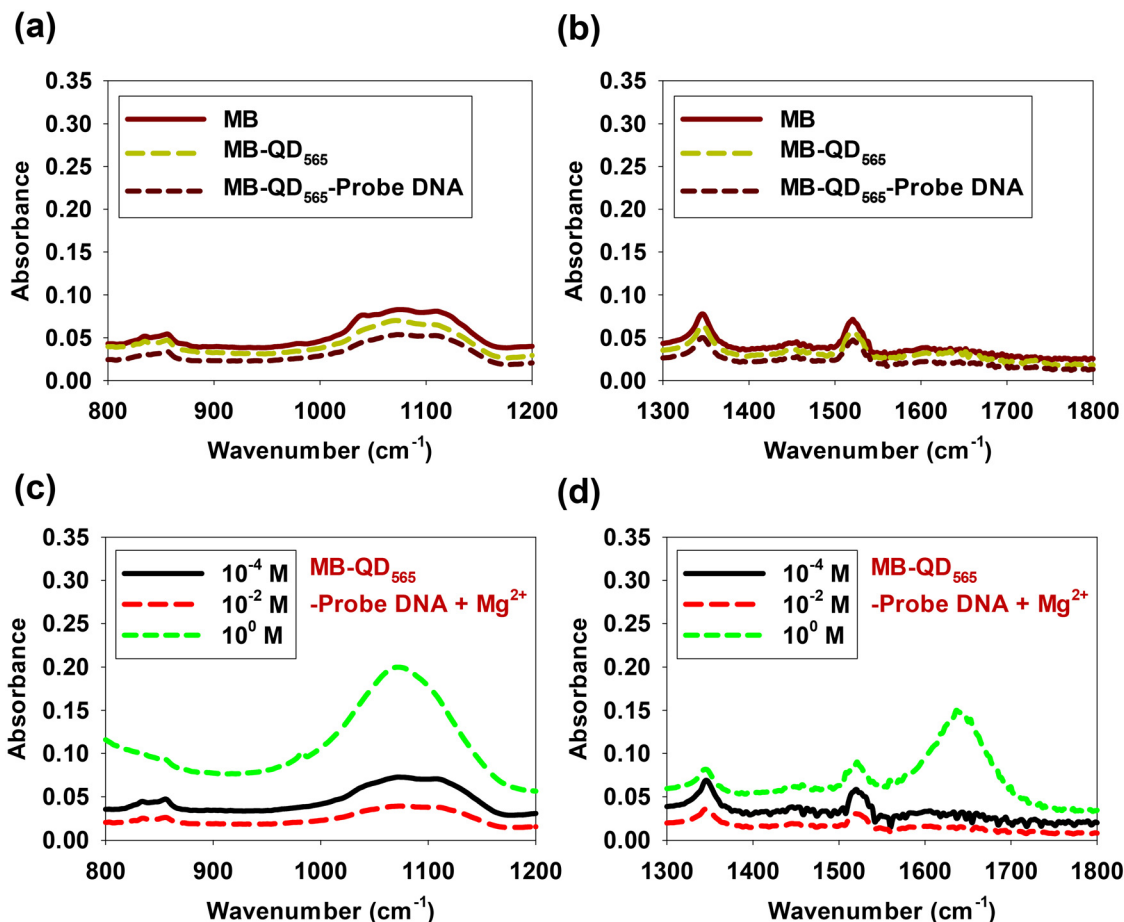 (a)
0.35
0.30
0.25
0.20
0.15
0.10
0.05
0.00
Absorbance
MB
MB-QD₅₆₅
MB-QD₅₆₅-Probe DNA
800 900 1000 1100 1200
Wavenumber (cm⁻¹)
(b)
0.35
0.30
0.25
0.20
0.15
0.10
0.05
0.00
Absorbance
MB
MB-QD₅₆₅
MB-QD₅₆₅-Probe DNA
1300 1400 1500 1600 1700 1800
Wavenumber (cm⁻¹)
(c)
0.35
0.30
0.25
0.20
0.15
0.10
0.05
0.00
Absorbance
10⁻⁴ M
10⁻² M
10⁰ M
MB-QD₅₆₅
-Probe DNA + Mg²⁺
800 900 1000 1100 1200
Wavenumber (cm⁻¹)
(d)
0.35
0.30
0.25
0.20
0.15
0.10
0.05
0.00
Absorbance
10⁻⁴ M
10⁻² M
10⁰ M
MB-QD₅₆₅
-Probe DNA + Mg²⁺
1300 1400 1500 1600 1700 1800
Wavenumber (cm⁻¹)